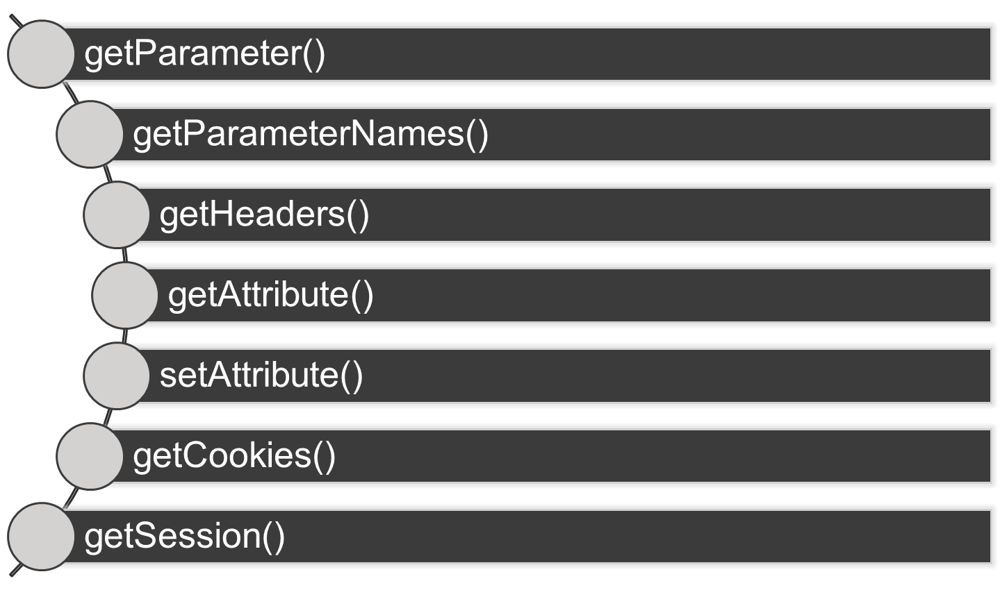 getParameter()
getParameterNames()
getHeaders()
getAttribute()
setAttribute()
getCookies()
getSession()